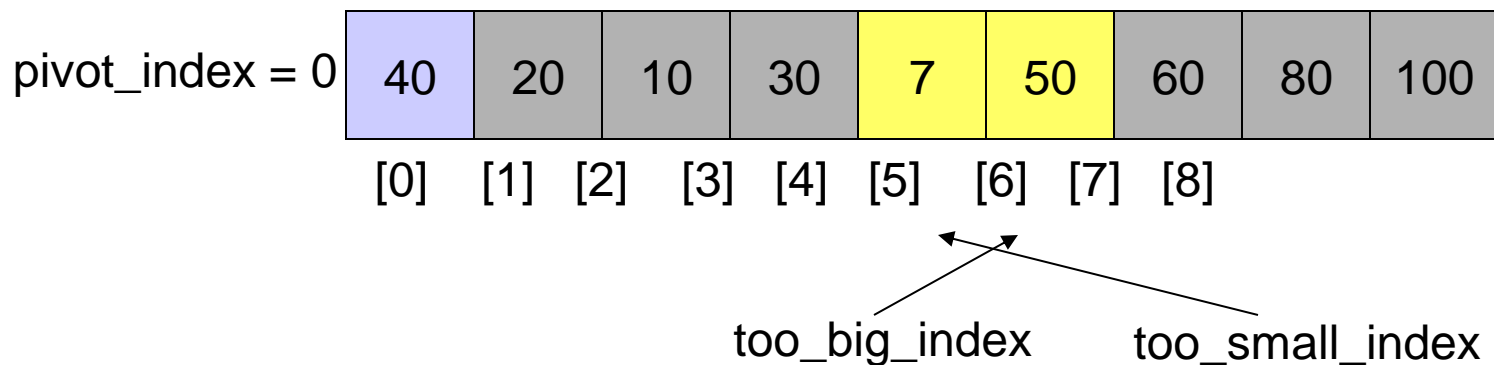 pivot_index = 0 40 20 10 30 7 50 60 80 100
[0] [1] [2] [3] [4] [5] [6] [7] [8]
too_big_index too_small_index